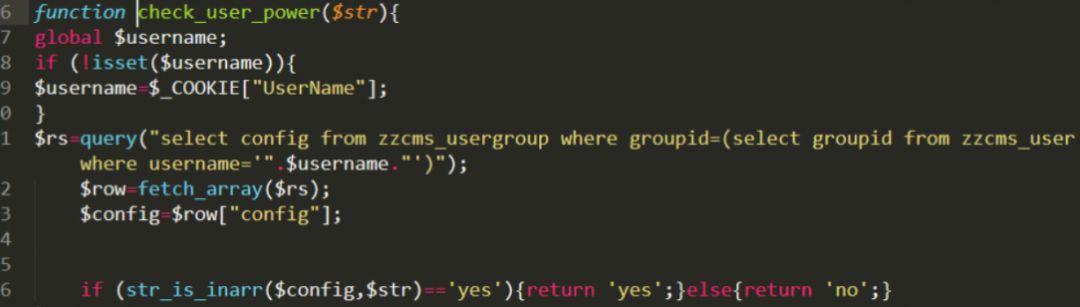 6 function check_user_power($str){
7 global $username;
8 if (!isset($username)){
9 $username=$_COOKIE["UserName"];
0 }
1 $rs=query("select config from zzcms_usergroup where groupid=(select groupid from zzcms_user
where username='".$username."')");
2 $row=fetch_array($rs);
3 $config=$row["config"];
4
5
6 if (str_is_inarr($config,$str)=='yes'){return 'yes';}else{return 'no';}